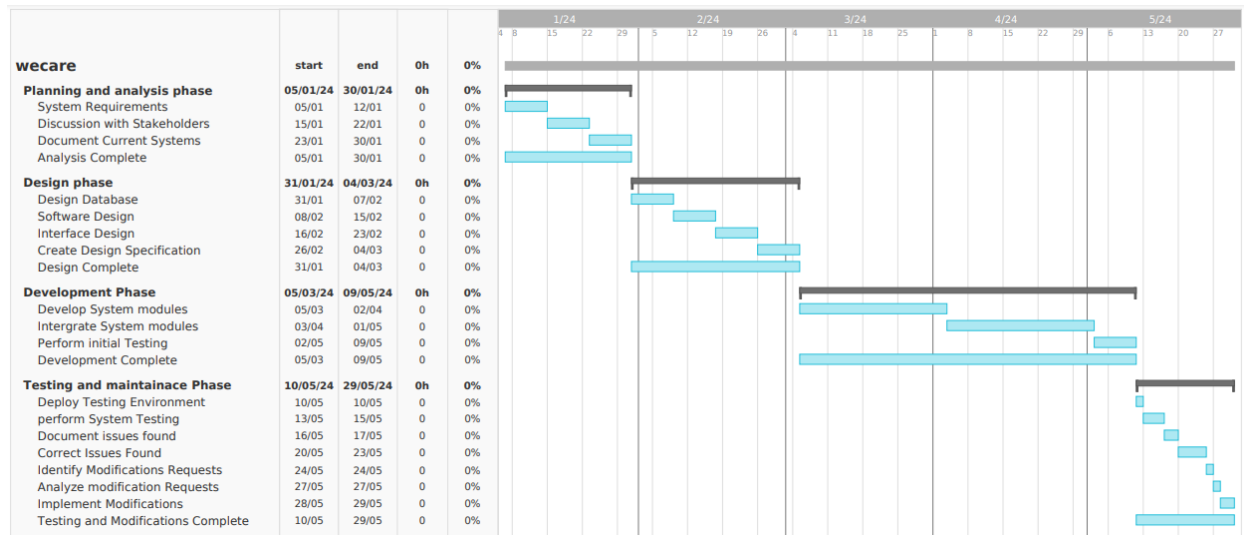 1/24 2/24 3/24 4/24 5/24
4 8 15 22 29 5 12 19 26 4 11 18 25 1 8 15 22 29 6 13 20 27
wecare start end 0h 0%
Planning and analysis phase 05/01/24 30/01/24 0h 0%
System Requirements 05/01 12/01 0 0%
Discussion with Stakeholders 15/01 22/01 0 0%
Document Current Systems 23/01 30/01 0 0%
Analysis Complete 05/01 30/01 0 0%
Design phase 31/01/24 04/03/24 0h 0%
Design Database 31/01 07/02 0 0%
Software Design 08/02 15/02 0 0%
Interface Design 16/02 23/02 0 0%
Create Design Specification 26/02 04/03 0 0%
Design Complete 31/01 04/03 0 0%
Development Phase 05/03/24 09/05/24 0h 0%
Develop System modules 05/03 02/04 0 0%
Intergrate System modules 03/04 01/05 0 0%
Perform initial Testing 02/05 09/05 0 0%
Development Complete 05/03 09/05 0 0%
Testing and maintainace Phase 10/05/24 29/05/24 0h 0%
Deploy Testing Environment 10/05 10/05 0 0%
perform System Testing 13/05 15/05 0 0%
Document issues found 16/05 17/05 0 0%
Correct Issues Found 20/05 23/05 0 0%
Identify Modifications Requests 24/05 24/05 0 0%
Analyze modification Requests 27/05 27/05 0 0%
Implement Modifications 28/05 29/05 0 0%
Testing and Modifications Complete 10/05 29/05 0 0%